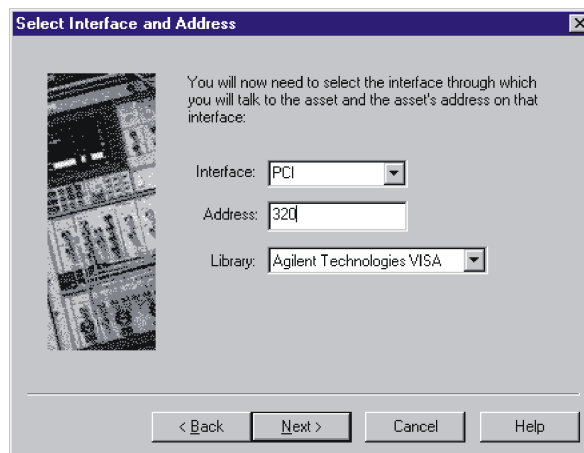 Select Interface and Address
You will now need to select the interface through which
you will talk to the asset and the asset's address on that
interface:
Interface: PCI
Address: 320
Library: Agilent Technologies VISA
< Back Next > Cancel Help